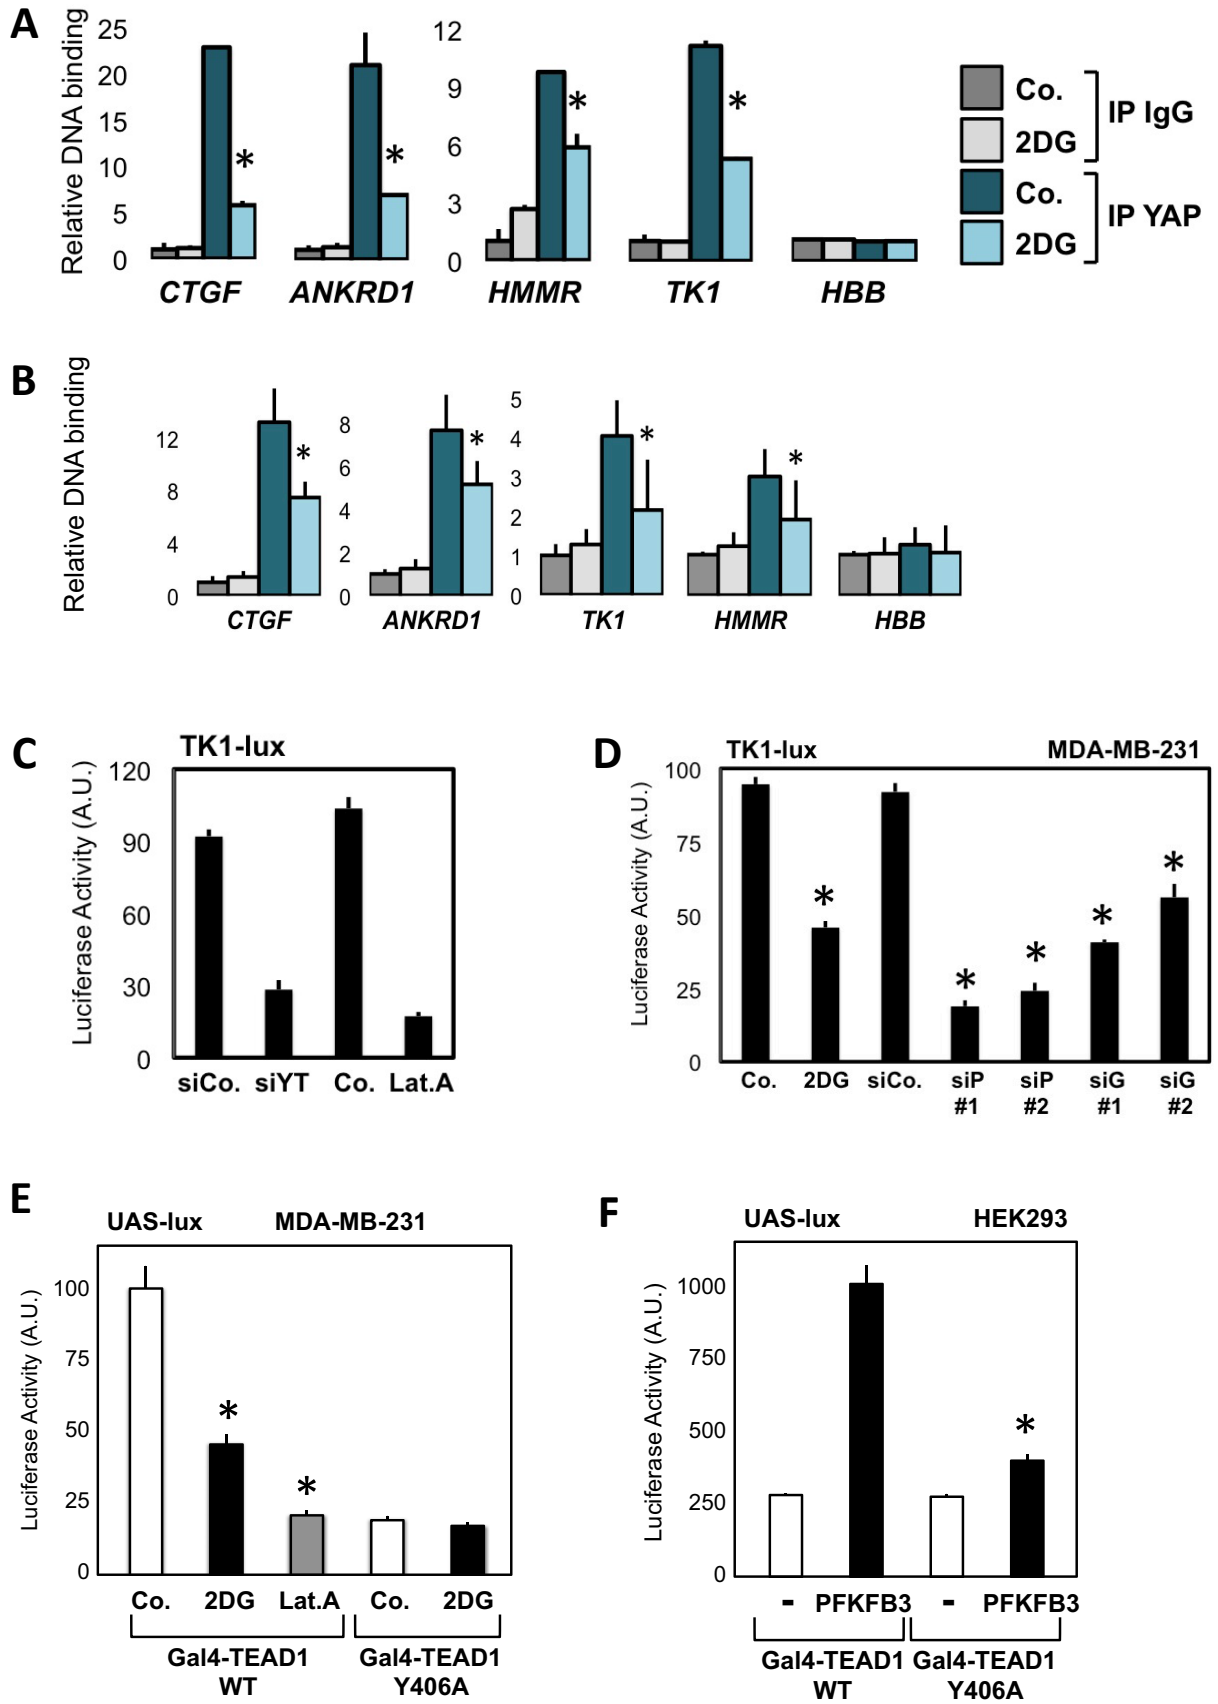 A
Relative DNA binding
25
20
15
10
5
0
12
9
6
3
0
*
*
*
*
CTGF
ANKRD1
HMMR
TK1
HBB
Co.
2DG
IP IgG
Co.
2DG
IP YAP
B
Relative DNA binding
12
8
4
0
8
6
4
2
0
5
4
3
2
1
0
*
*
*
*
CTGF
ANKRD1
TK1
HMMR
HBB
C
TK1-lux
Luciferase Activity (A.U.)
120
90
60
30
0
siCo.
siYT
Co.
Lat.A
D
TK1-lux
MDA-MB-231
Luciferase Activity (A.U.)
100
75
50
25
0
*
*
*
*
*
Co.
2DG
siCo.
siP
#1
siP
#2
siG
#1
siG
#2
E
UAS-lux
MDA-MB-231
Luciferase Activity (A.U.)
100
75
50
25
0
*
*
Co.
2DG
Lat.A
Co.
2DG
Gal4-TEAD1
WT
Gal4-TEAD1
Y406A
F
UAS-lux
HEK293
Luciferase Activity (A.U.)
1000
750
500
250
0
*
-
PFKFB3
-
PFKFB3
Gal4-TEAD1
WT
Gal4-TEAD1
Y406A